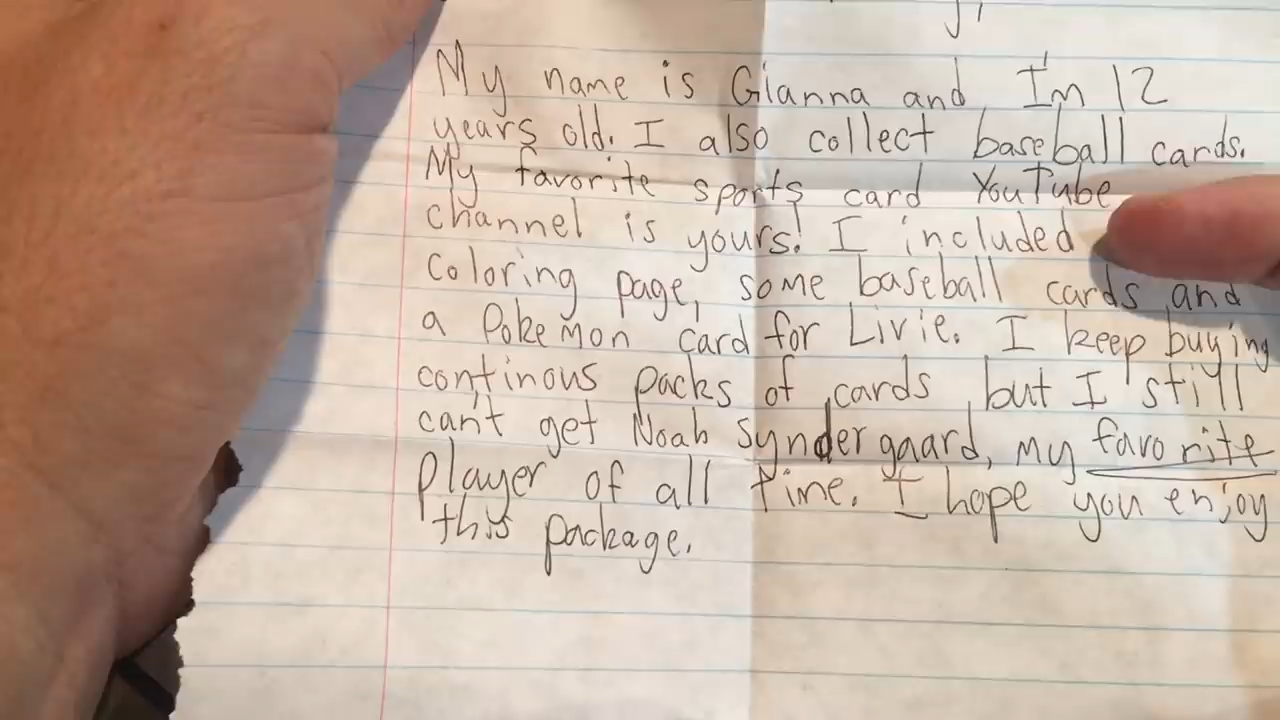 My name is Gianna and I'm 12
years old. I also collect baseball cards.
My favorite sports card YouTube
channel is yours! I included
coloring page, some baseball cards and
a Pokemon card for Livie. I keep buying
continous packs of cards but I still
can't get Noah Syndergaard, my favorite
player of all time. I hope you enjoy
this package.